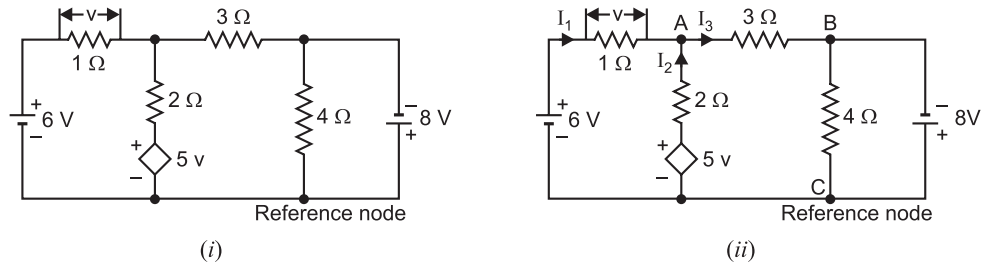 v
3 Ω
1 Ω
2 Ω
+
6 V
−
4 Ω
−
8 V
+
+
5 v
−
Reference node
(i)
I1
v
A
I3
3 Ω
B
1 Ω
I2
2 Ω
+
6 V
−
4 Ω
−
8V
+
+
5 v
−
C
Reference node
(ii)